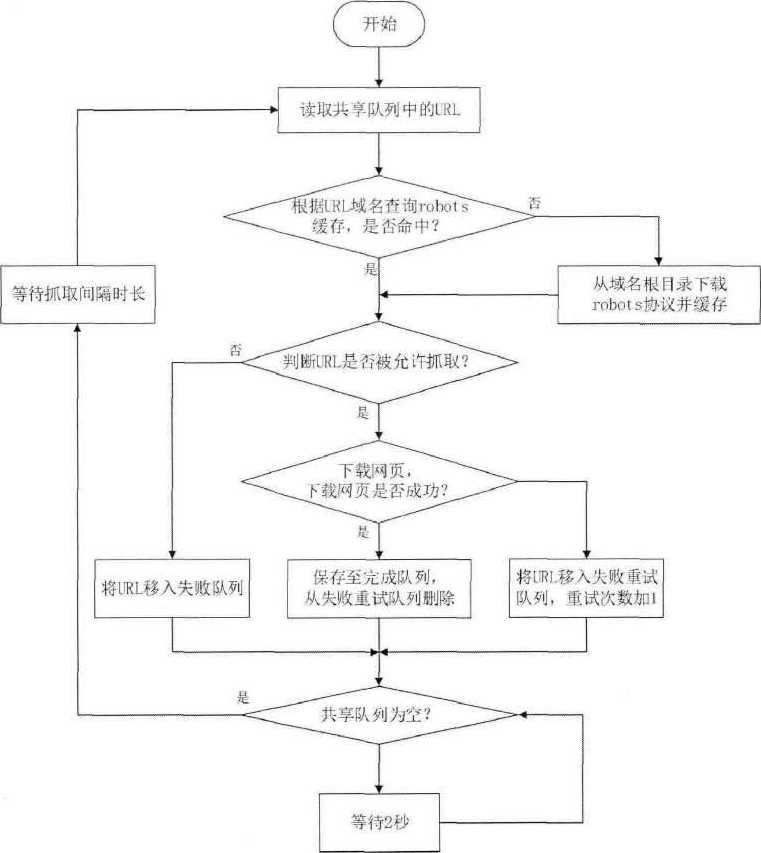 开始
读取共享队列中的URL
根据URL域名查询robots
缓存，是否命中？
否
是
等待抓取间隔时长
从域名根目录下载
robots协议并缓存
否
判断URL是否被允许抓取？
是
下载网页，
下载网页是否成功？
是
将URL移入失败队列
保存至完成队列，
从失败重试队列删除
将URL移入失败重试
队列，重试次数加1
是
共享队列为空？
等待2秒